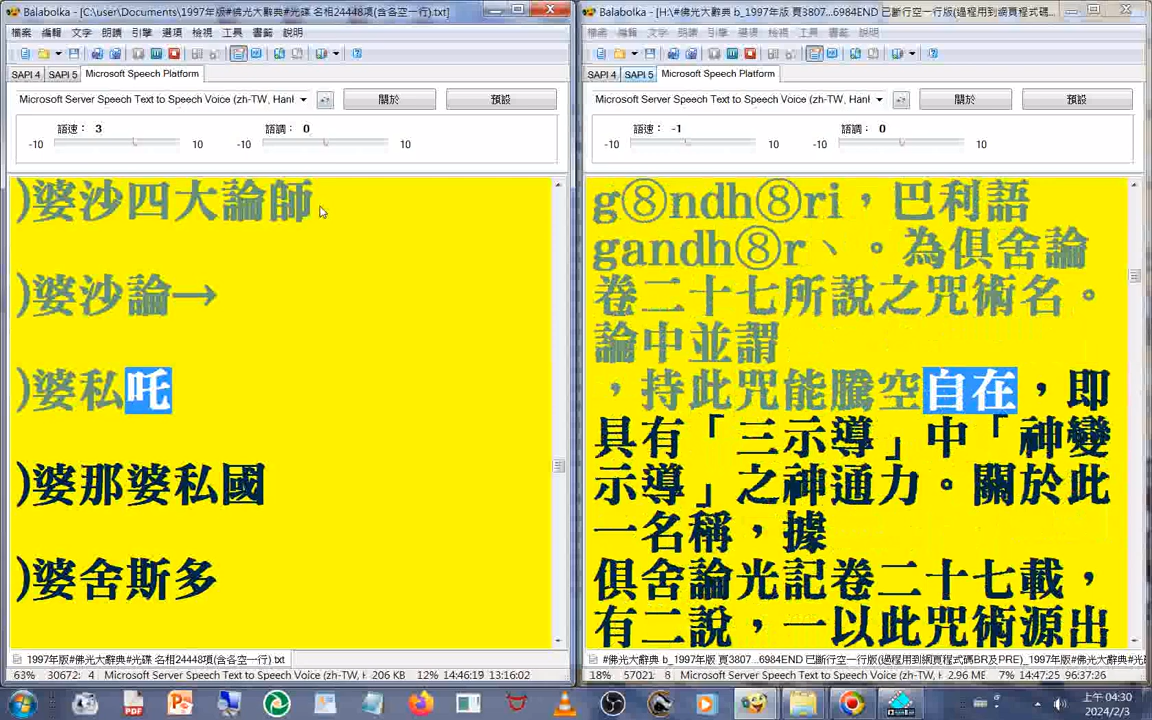 Balabolka - [C:\user\Documents\1997年版#佛光大辭典#光碟 名相24448項(含各空一行).txt]
檔案 編輯 文字 朗讀 引擎 選項 檢視 工具 書籤 說明
SAPI 4 SAPI 5 Microsoft Speech Platform
Microsoft Server Speech Text to Speech Voice (zh-TW, Han
關於 預設
語速： 3 語調： 0
-10 10 -10 10
)婆沙四大論師
)婆沙論→
)婆私吒
)婆那婆私國
)婆舍斯多
1997年版#佛光大辭典#光碟 名相24448項(含各空一行).txt
63% 30672: 4 Microsoft Speech Platform Microsoft Server Speech Text to Speech Voice (zh-TW, H 206 KB 12% 14:46:19 13:16:02
Balabolka - [H:\#佛光大辭典 b_1997年版 頁3807...6984END 已斷行空一行版(過程用到網頁程式碼...
檔案 編輯 文字 朗讀 引擎 選項 檢視 工具 書籤 說明
SAPI 4 SAPI 5 Microsoft Speech Platform
Microsoft Server Speech Text to Speech Voice (zh-TW, Han
關於 預設
語速： -1 語調： 0
-10 10 -10 10
g⑧ndh⑧ri，巴利語
gandh⑧r、。為俱舍論
卷二十七所說之咒術名。
論中並謂
，持此咒能騰空自在，即
具有「三示導」中「神變
示導」之神通力。關於此
一名稱，據
俱舍論光記卷二十七載，
有二說，一以此咒術源出
#佛光大辭典 b_1997年版 頁3807...6984END 已斷行空一行版(過程用到網頁程式碼BR及PRE)_1997年版#佛光大辭典#光
18% 57021: 8 Microsoft Server Speech Text to Speech Voice (zh-TW, H 2.96 ME 7% 14:47:25 96:37:26
上午 04:30
2024/2/3